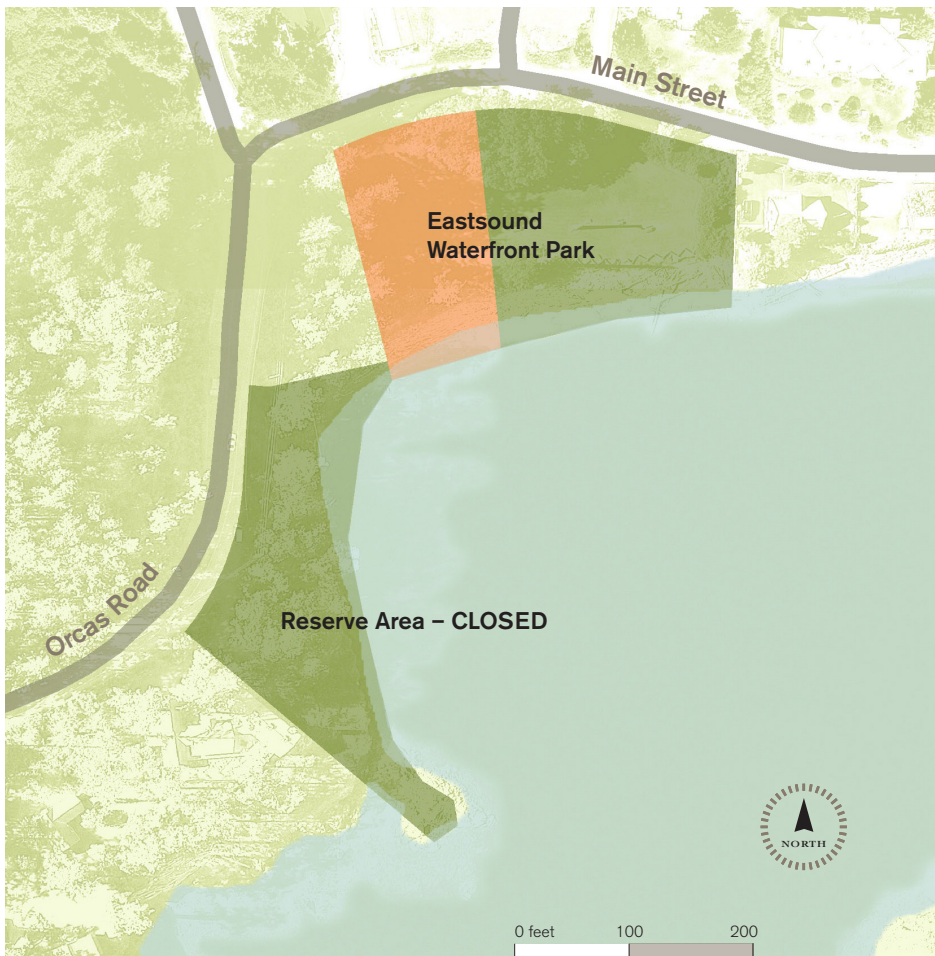 Main Street
Eastsound
Waterfront Park
Orcas Road
Reserve Area – CLOSED
NORTH
0 feet 100 200